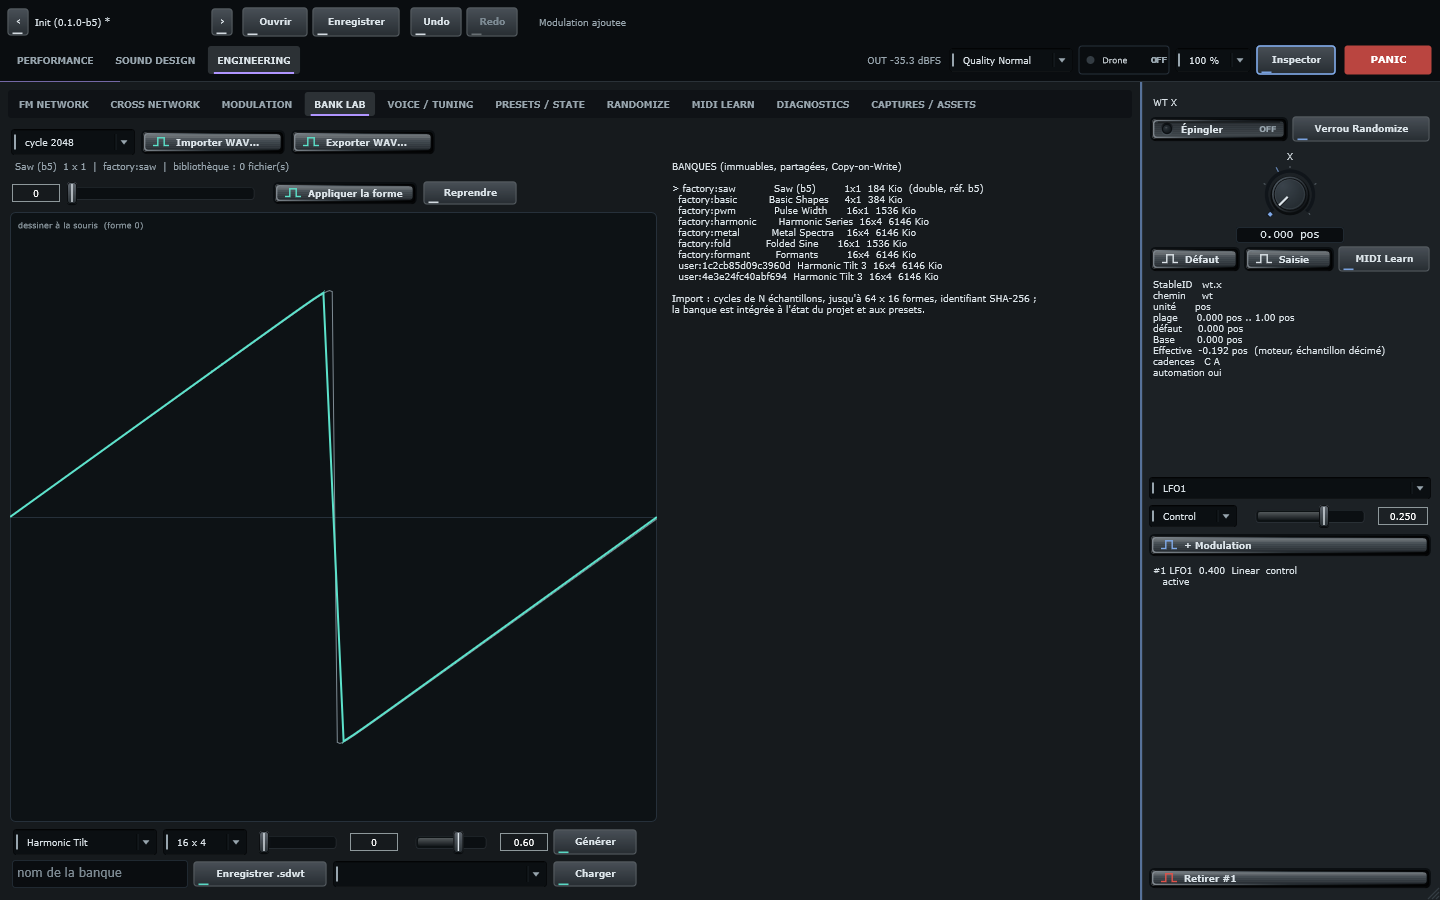 < Init (0.1.0-b5) * > Ouvrir Enregistrer Undo Redo Modulation ajoutee
PERFORMANCE SOUND DESIGN ENGINEERING OUT -35.3 dBFS Quality Normal Drone OFF 100 % Inspector PANIC
FM NETWORK CROSS NETWORK MODULATION BANK LAB VOICE / TUNING PRESETS / STATE RANDOMIZE MIDI LEARN DIAGNOSTICS CAPTURES / ASSETS
cycle 2048 Importer WAV... Exporter WAV...
Saw (b5) 1 x 1 | factory:saw | bibliothèque : 0 fichier(s)
0 Appliquer la forme Reprendre
dessiner à la souris (forme 0)
Harmonic Tilt 16 x 4 0 0.60 Générer
nom de la banque Enregistrer .sdwt Charger
BANQUES (immuables, partagées, Copy-on-Write)
> factory:saw Saw (b5) 1x1 184 Kio (double, réf. b5)
factory:basic Basic Shapes 4x1 384 Kio
factory:pwm Pulse Width 16x1 1536 Kio
factory:harmonic Harmonic Series 16x4 6146 Kio
factory:metal Metal Spectra 16x4 6146 Kio
factory:fold Folded Sine 16x1 1536 Kio
factory:formant Formants 16x4 6146 Kio
user:1c2cb85d09c3960d Harmonic Tilt 3 16x4 6146 Kio
user:4e3e24fc40abf694 Harmonic Tilt 3 16x4 6146 Kio
Import : cycles de N échantillons, jusqu'à 64 x 16 formes, identifiant SHA-256 ;
la banque est intégrée à l'état du projet et aux presets.
WT X
Épingler OFF Verrou Randomize
X
0.000 pos
Défaut Saisie MIDI Learn
StableID wt.x
chemin wt
unité pos
plage 0.000 pos .. 1.00 pos
défaut 0.000 pos
Base 0.000 pos
Effective -0.192 pos (moteur, échantillon décimé)
cadences C A
automation oui
LFO1
Control 0.250
+ Modulation
#1 LFO1 0.400 Linear control
active
Retirer #1